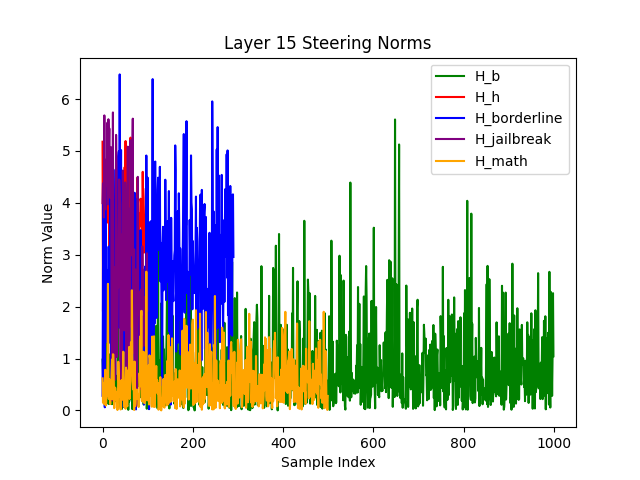 Layer 15 Steering Norms
H_b
H_h
H_borderline
H_jailbreak
H_math
Norm Value
6
5
4
3
2
1
0
0 200 400 600 800 1000
Sample Index